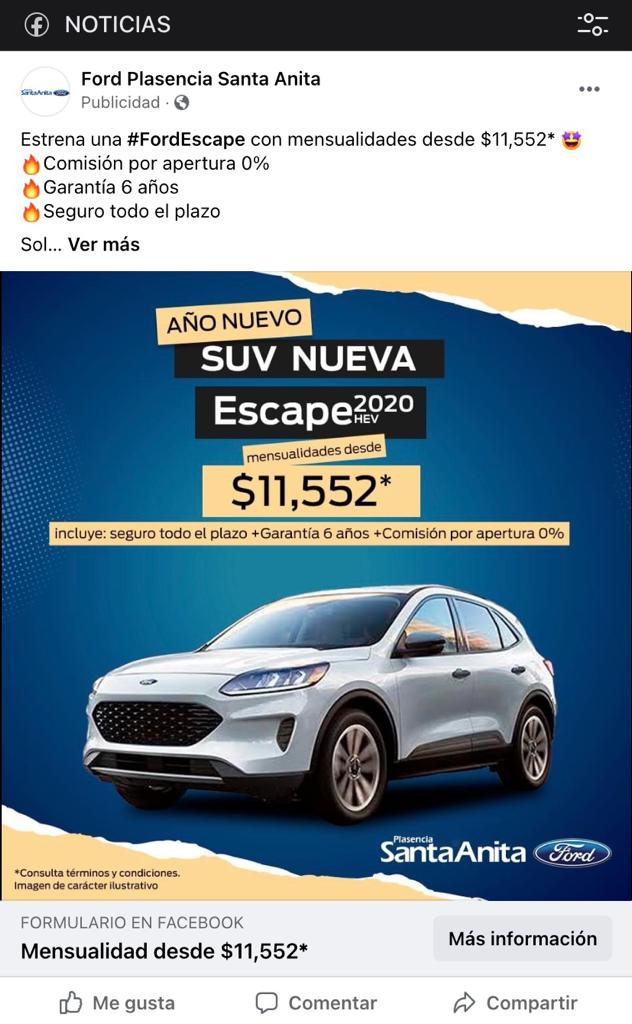 NOTICIAS
Ford Plasencia Santa Anita
Publicidad ·
Estrena una #FordEscape con mensualidades desde $11,552* 🤩
🔥Comisión por apertura 0%
🔥Garantía 6 años
🔥Seguro todo el plazo
Sol... Ver más
AÑO NUEVO
SUV NUEVA
Escape2020
HEV
mensualidades desde
$11,552*
incluye: seguro todo el plazo +Garantía 6 años +Comisión por apertura 0%
Plasencia
SantaAnita Ford
*Consulta términos y condiciones.
Imagen de carácter ilustrativo
FORMULARIO EN FACEBOOK
Mensualidad desde $11,552*
Más información
Me gusta Comentar Compartir